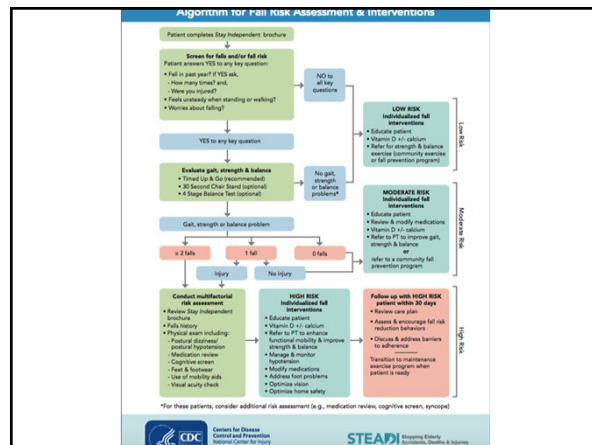 Algorithm for Fall Risk Assessment & Interventions
Patient completes Stay Independent brochure
Screen for falls and/or fall risk
Patient answers YES to any key question:
• Fell in past year? If YES ask,
- How many times? and,
- Were you injured?
• Feels unsteady when standing or walking?
• Worries about falling?
NO to
all key
questions
LOW RISK
Individualized fall
interventions
• Educate patient
• Vitamin D +/- calcium
• Refer for strength & balance
exercise (community exercise
or fall prevention program)
Low Risk
YES to any key question
Evaluate gait, strength & balance
• Timed Up & Go (recommended)
• 30 Second Chair Stand (optional)
• 4 Stage Balance Test (optional)
No gait,
strength
or balance
problems*
MODERATE RISK
Individualized fall
interventions
• Educate patient
• Review & modify medications
• Vitamin D +/- calcium
• Refer to PT to improve gait,
strength & balance
or
refer to a community fall
prevention program
Moderate Risk
Gait, strength or balance problem
≥ 2 falls
1 fall
0 falls
Injury
No injury
Conduct multifactorial
risk assessment
• Review Stay Independent
brochure
• Falls history
• Physical exam including:
- Postural dizziness/
postural hypotension
- Medication review
- Cognitive screen
- Feet & footwear
- Use of mobility aids
- Visual acuity check
HIGH RISK
Individualized fall
interventions
• Educate patient
• Vitamin D +/- calcium
• Refer to PT to enhance
functional mobility & improve
strength & balance
• Manage & monitor
hypotension
• Modify medications
• Address foot problems
• Optimize vision
• Optimize home safety
Follow up with HIGH RISK
patient within 30 days
• Review care plan
• Assess & encourage fall risk
reduction behaviors
• Discuss & address barriers
to adherence
Transition to maintenance
exercise program when
patient is ready
High Risk
*For these patients, consider additional risk assessment (e.g., medication review, cognitive screen, syncope)
CDC
Centers for Disease
Control and Prevention
National Center for Injury
STEADI
Stopping Elderly
Accidents, Deaths & Injuries